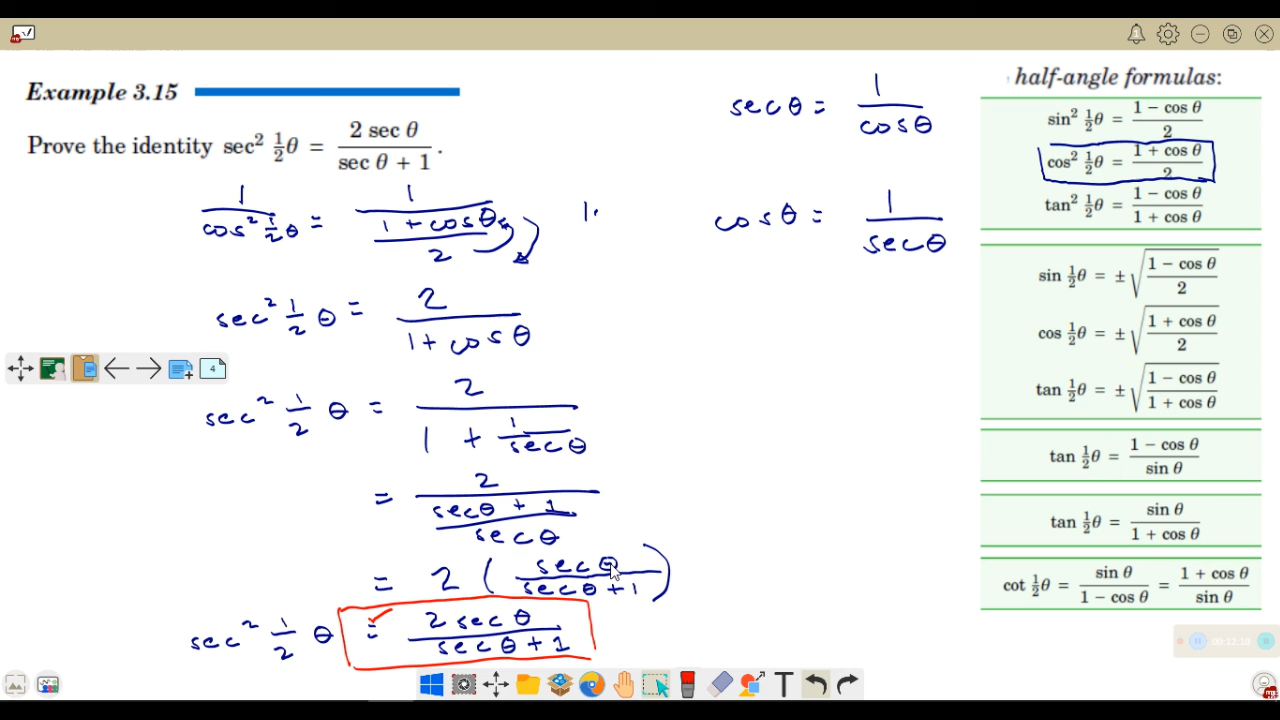 Example 3.15
Prove the identity sec² ½θ = 2 sec θ / (sec θ + 1).
1 / cos² ½ θ = 1 / ((1 + cos θ) / 2)
1.
sec² ½ θ = 2 / (1 + cos θ)
sec² ½ θ = 2 / (1 + 1 / sec θ)
= 2 / ((sec θ + 1) / sec θ)
= 2 ( sec θ / (sec θ + 1) )
sec² ½ θ = 2 sec θ / (sec θ + 1)
sec θ = 1 / cos θ
cos θ = 1 / sec θ
half-angle formulas:
sin² ½θ = (1 − cos θ) / 2
cos² ½θ = (1 + cos θ) / 2
tan² ½θ = (1 − cos θ) / (1 + cos θ)
sin ½θ = ± √((1 − cos θ) / 2)
cos ½θ = ± √((1 + cos θ) / 2)
tan ½θ = ± √((1 − cos θ) / (1 + cos θ))
tan ½θ = (1 − cos θ) / sin θ
tan ½θ = sin θ / (1 + cos θ)
cot ½θ = sin θ / (1 − cos θ) = (1 + cos θ) / sin θ
4
00:12:10
T